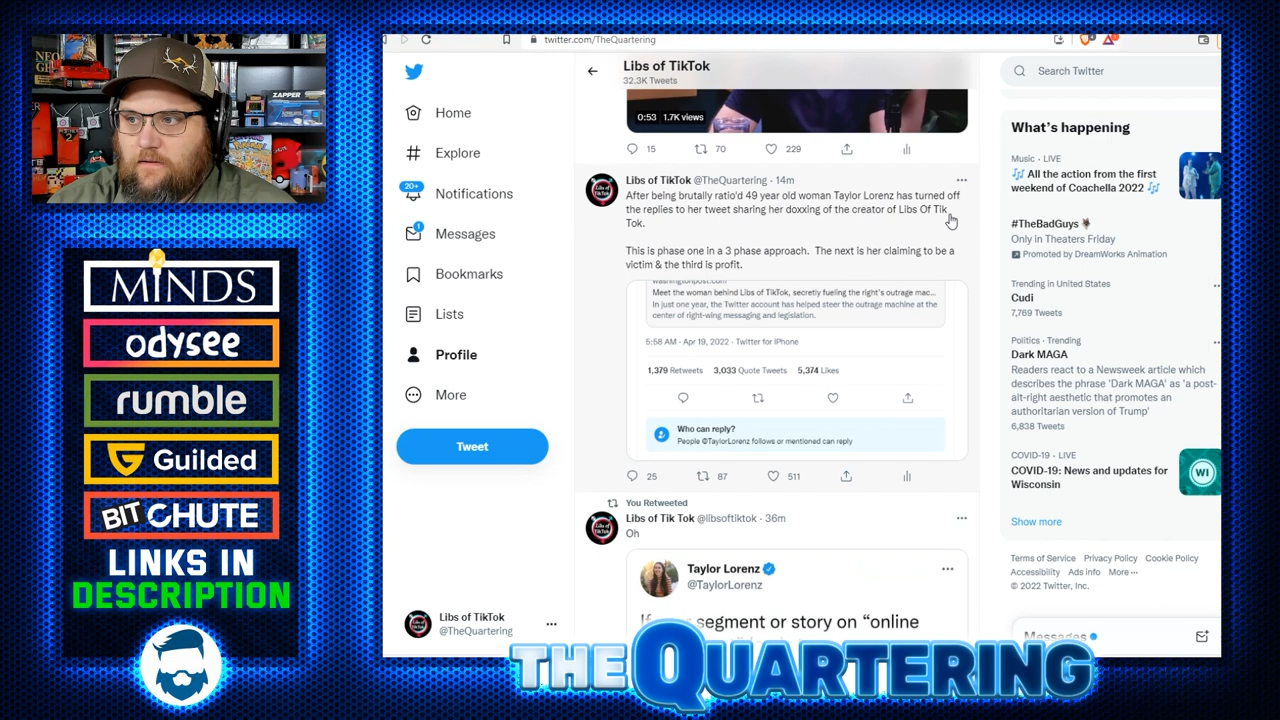 MINDS
odysee
rumble
Guilded
BIT CHUTE
LINKS IN
DESCRIPTION
twitter.com/TheQuartering
Home
Explore
20+
Notifications
1
Messages
Bookmarks
Lists
Profile
More
Tweet
Libs of TikTok
@TheQuartering
Libs of TikTok
32.3K Tweets
0:53 1.7K views
15 70 229
Libs of TikTok @TheQuartering · 14m
After being brutally ratio'd 49 year old woman Taylor Lorenz has turned off
the replies to her tweet sharing her doxxing of the creator of Libs Of Tik
Tok.
This is phase one in a 3 phase approach. The next is her claiming to be a
victim & the third is profit.
washingtonpost.com
Meet the woman behind Libs of TikTok, secretly fueling the right's outrage mac...
In just one year, the Twitter account has helped steer the outrage machine at the
center of right-wing messaging and legislation.
5:58 AM · Apr 19, 2022 · Twitter for iPhone
1,379 Retweets 3,033 Quote Tweets 5,374 Likes
Who can reply?
People @TaylorLorenz follows or mentioned can reply
25 87 511
You Retweeted
Libs of Tik Tok @libsoftiktok · 36m
Oh
Taylor Lorenz
@TaylorLorenz
segment or story on “online
Search Twitter
What's happening
Music · LIVE
All the action from the first
weekend of Coachella 2022
#TheBadGuys
Only in Theaters Friday
Promoted by DreamWorks Animation
Trending in United States
Cudi
7,769 Tweets
Politics · Trending
Dark MAGA
Readers react to a Newsweek article which
describes the phrase 'Dark MAGA' as 'a post-
alt-right aesthetic that promotes an
authoritarian version of Trump'
6,838 Tweets
COVID-19 · LIVE
COVID-19: News and updates for
Wisconsin
WI
Show more
Terms of Service Privacy Policy Cookie Policy
Accessibility Ads info More
© 2022 Twitter, Inc.
Messages
THE QUARTERING